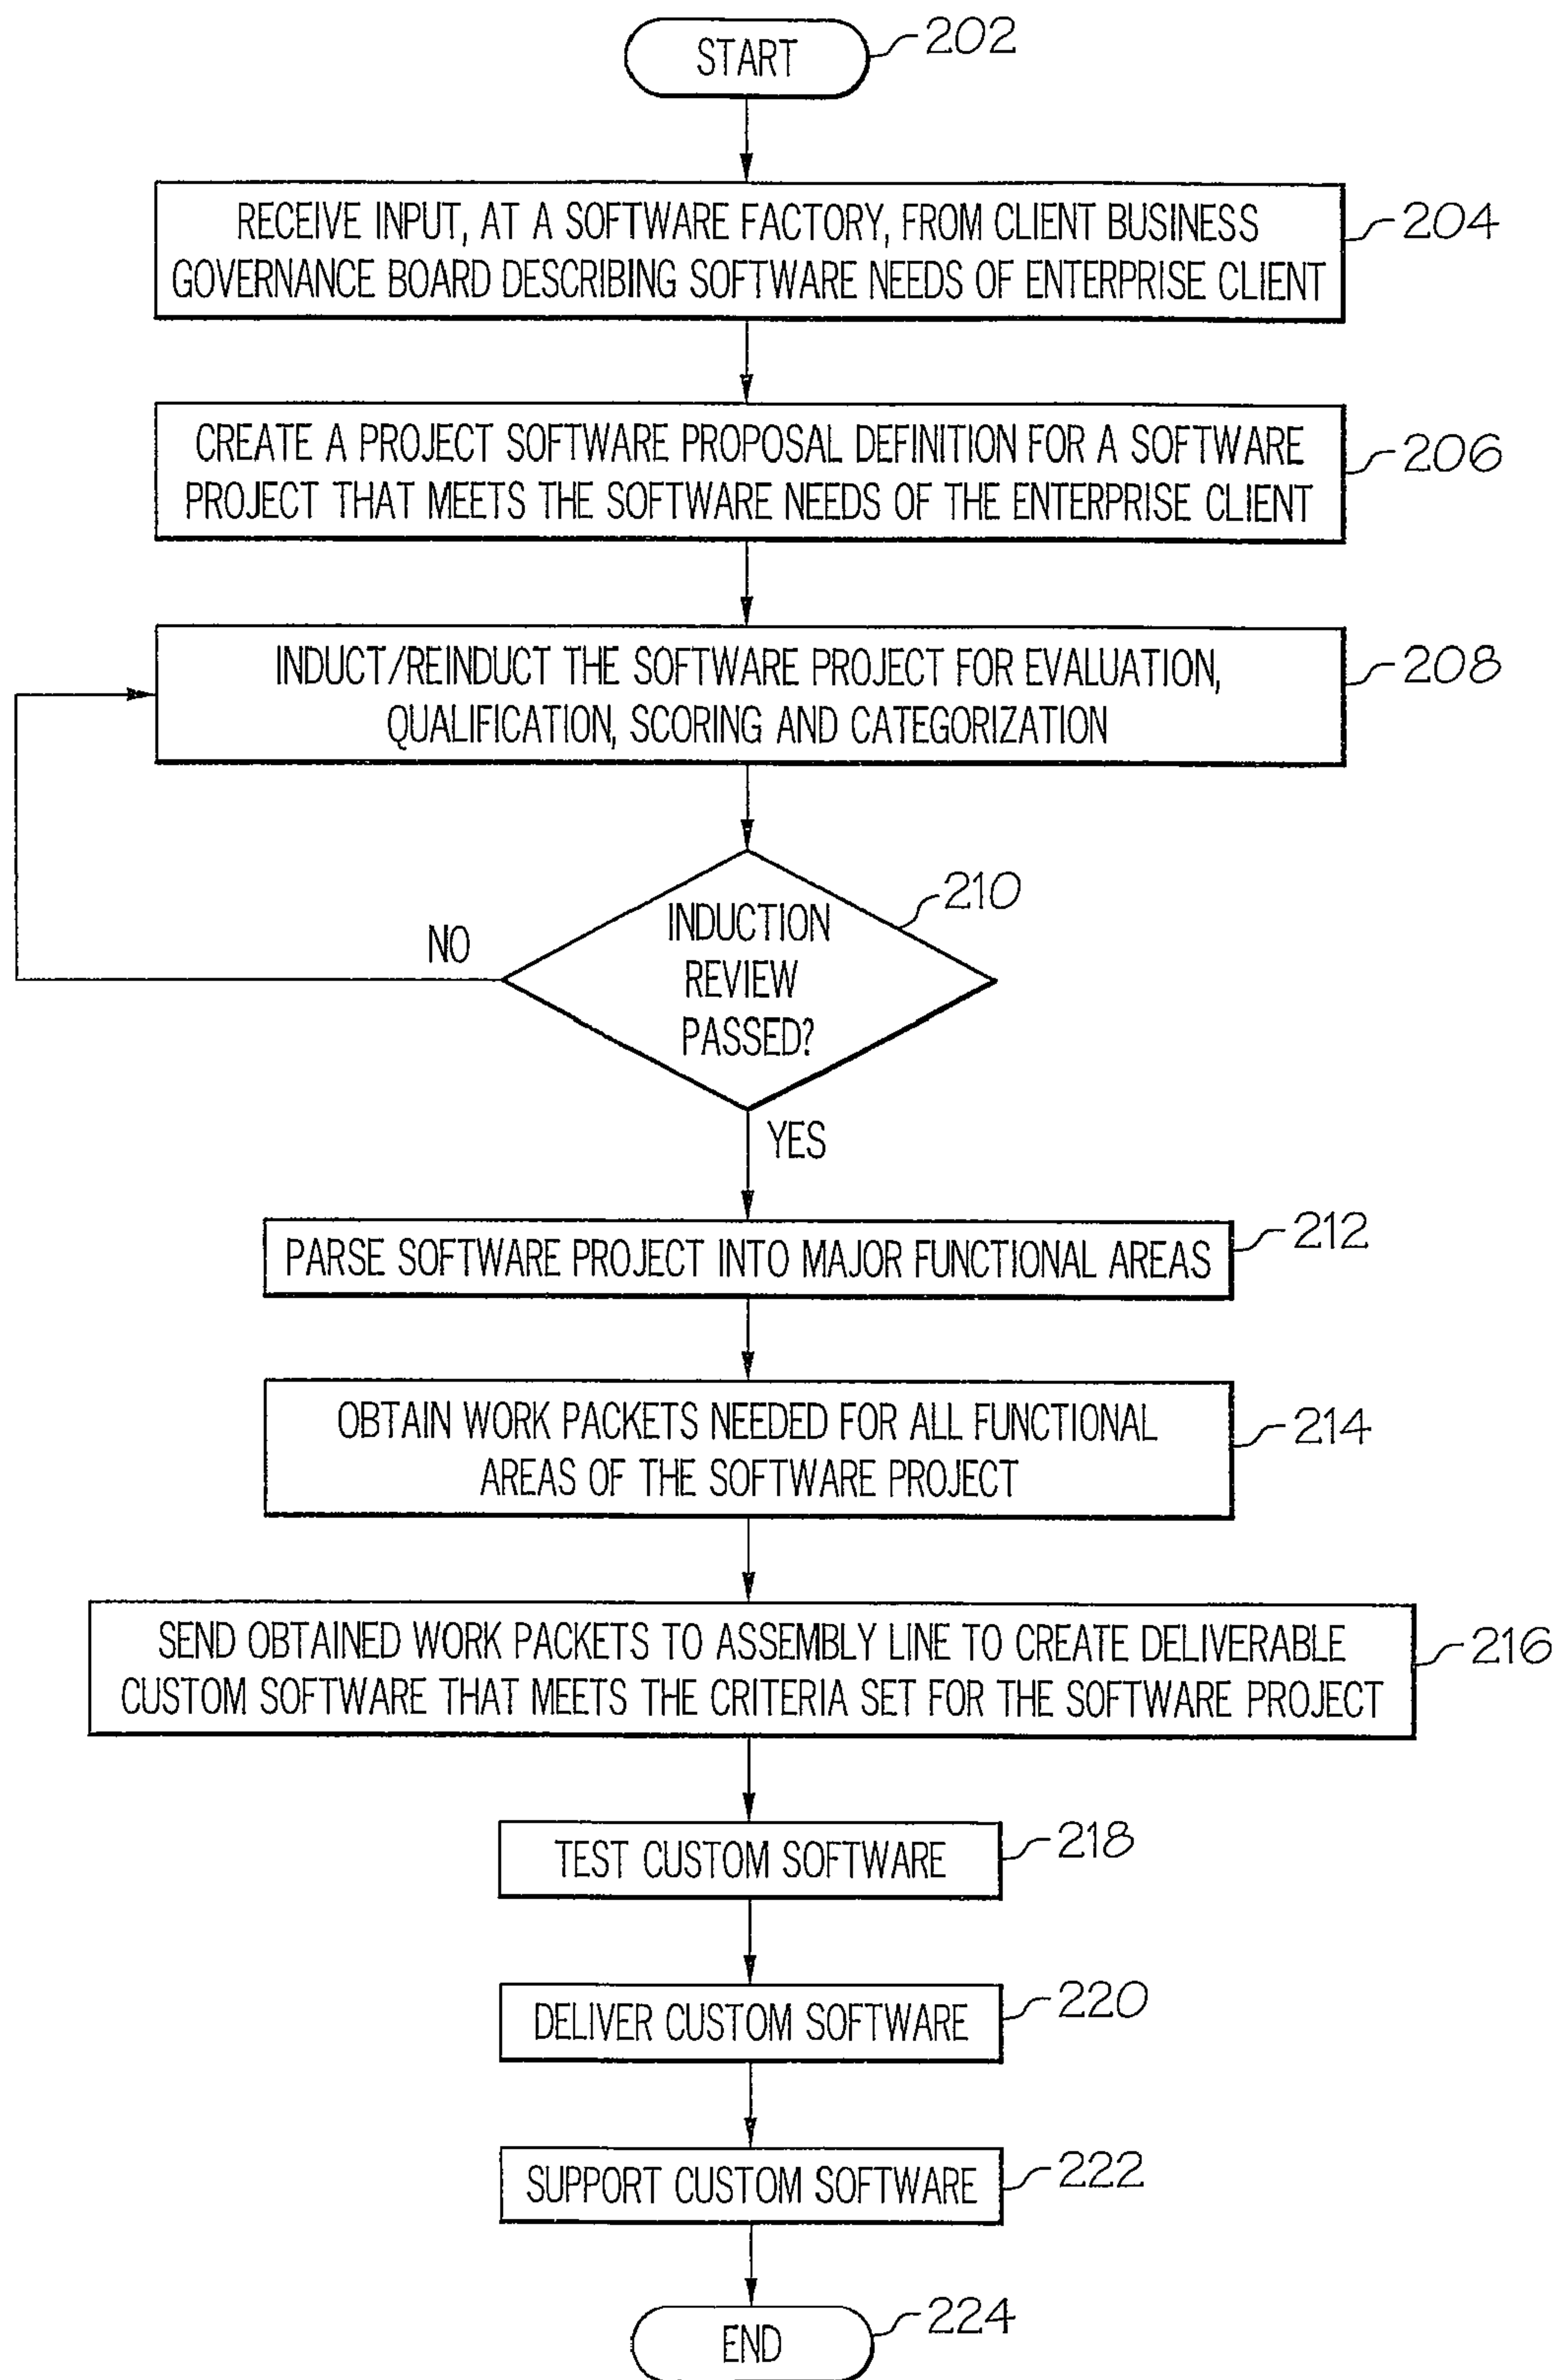 START
202
RECEIVE INPUT, AT A SOFTWARE FACTORY, FROM CLIENT BUSINESS
GOVERNANCE BOARD DESCRIBING SOFTWARE NEEDS OF ENTERPRISE CLIENT
204
CREATE A PROJECT SOFTWARE PROPOSAL DEFINITION FOR A SOFTWARE
PROJECT THAT MEETS THE SOFTWARE NEEDS OF THE ENTERPRISE CLIENT
206
INDUCT/REINDUCT THE SOFTWARE PROJECT FOR EVALUATION,
QUALIFICATION, SCORING AND CATEGORIZATION
208
INDUCTION
REVIEW
PASSED?
210
NO
YES
PARSE SOFTWARE PROJECT INTO MAJOR FUNCTIONAL AREAS
212
OBTAIN WORK PACKETS NEEDED FOR ALL FUNCTIONAL
AREAS OF THE SOFTWARE PROJECT
214
SEND OBTAINED WORK PACKETS TO ASSEMBLY LINE TO CREATE DELIVERABLE
CUSTOM SOFTWARE THAT MEETS THE CRITERIA SET FOR THE SOFTWARE PROJECT
216
TEST CUSTOM SOFTWARE
218
DELIVER CUSTOM SOFTWARE
220
SUPPORT CUSTOM SOFTWARE
222
END
224